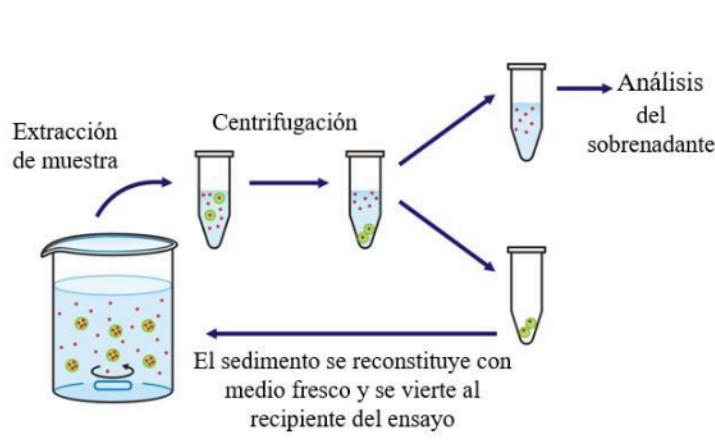 Extracción
de muestra
Centrifugación
Análisis
del
sobrenadante
El sedimento se reconstituye con
medio fresco y se vierte al
recipiente del ensayo